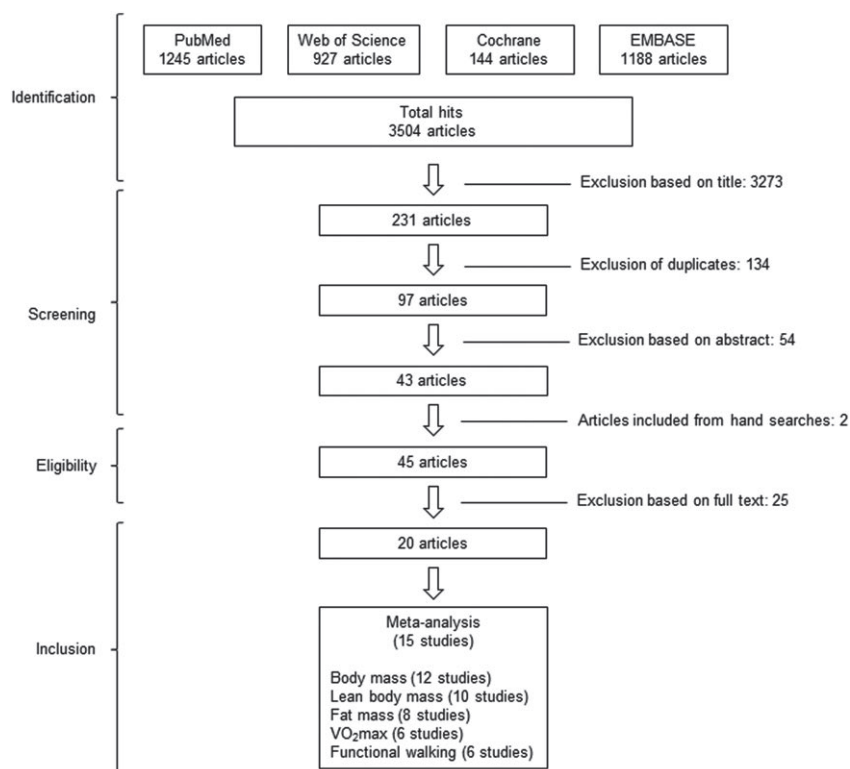 PubMed
1245 articles
Web of Science
927 articles
Cochrane
144 articles
EMBASE
1188 articles
Identification
Total hits
3504 articles
Exclusion based on title: 3273
231 articles
Exclusion of duplicates: 134
97 articles
Screening
Exclusion based on abstract: 54
43 articles
Articles included from hand searches: 2
45 articles
Eligibility
Exclusion based on full text: 25
20 articles
Meta-analysis
(15 studies)
Inclusion
Body mass (12 studies)
Lean body mass (10 studies)
Fat mass (8 studies)
VO₂max (6 studies)
Functional walking (6 studies)